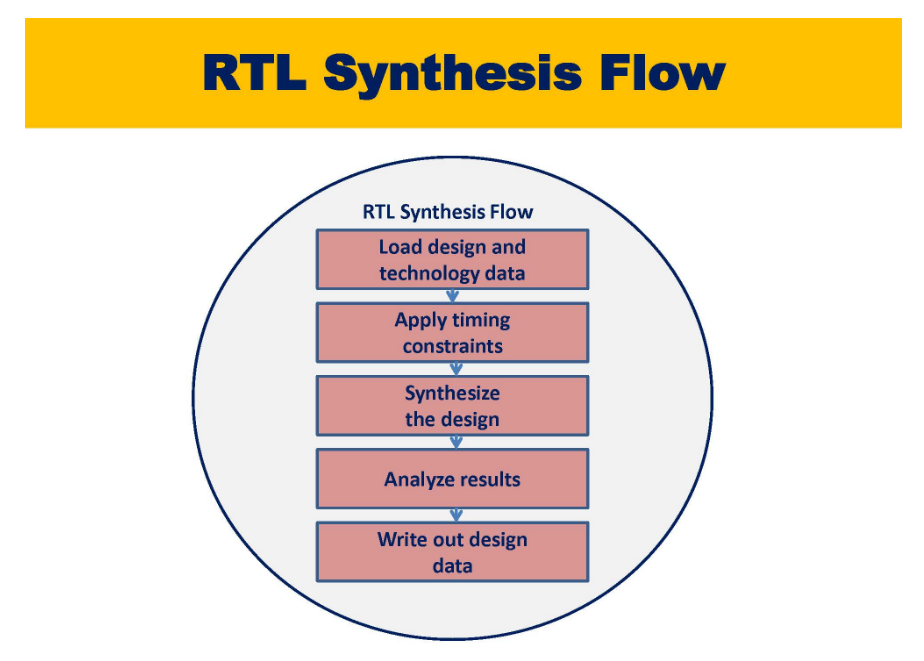 RTL Synthesis Flow
RTL Synthesis Flow
Load design and
technology data
Apply timing
constraints
Synthesize
the design
Analyze results
Write out design
data